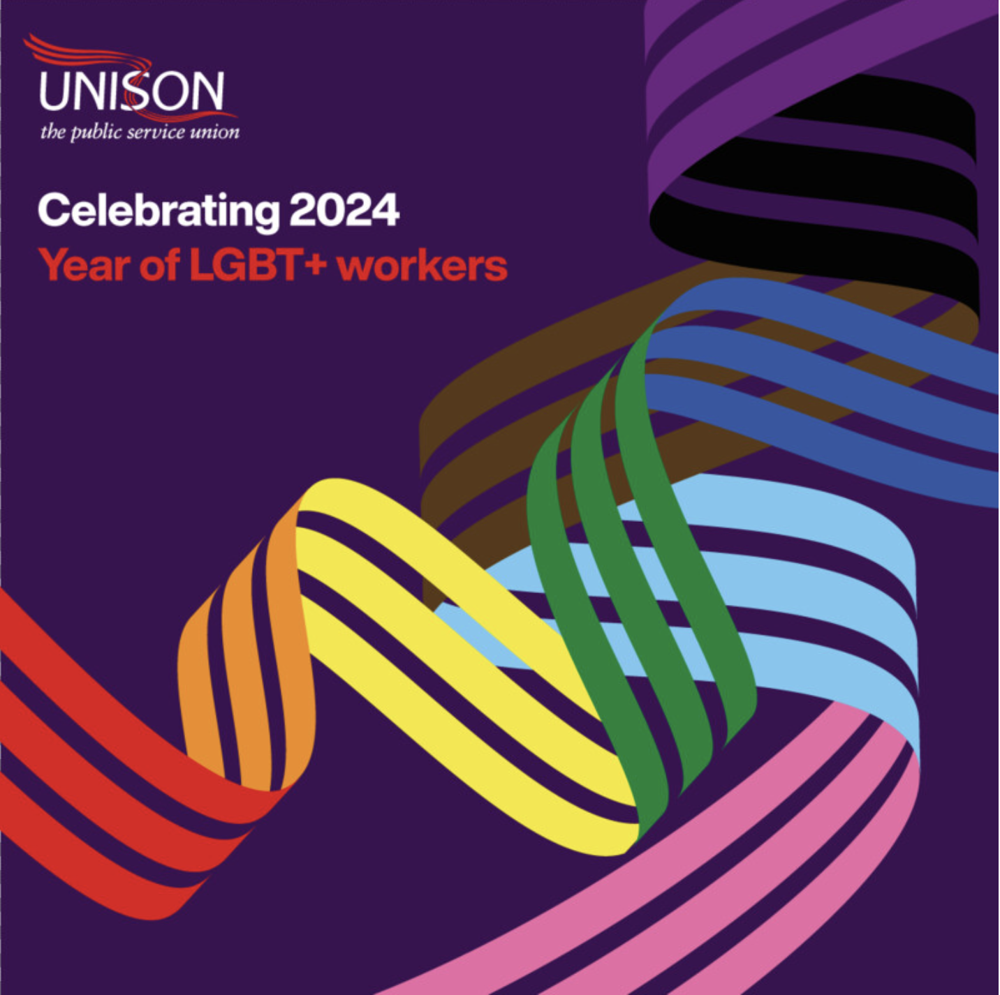 UNISON
the public service union
Celebrating 2024
Year of LGBT+ workers